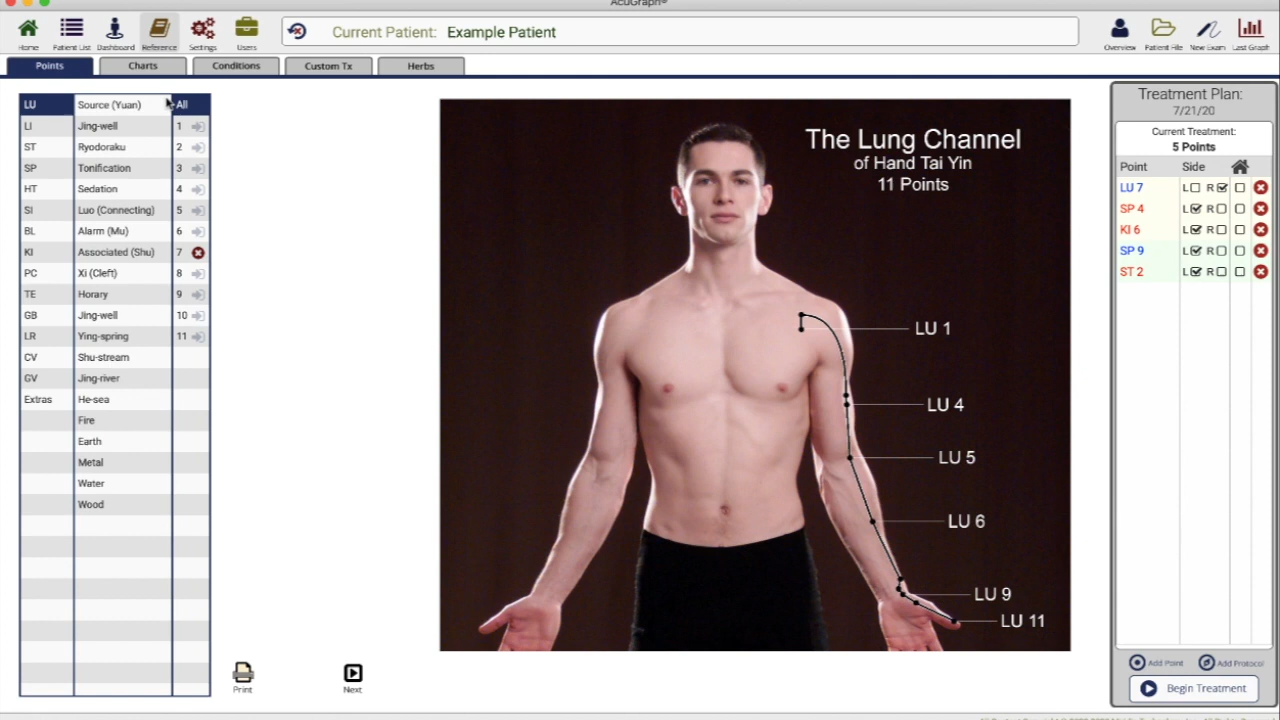 AcuGraph®
Home
Patient List
Dashboard
Reference
Settings
Users
Current Patient: Example Patient
Overview
Patient File
New Exam
Last Graph
Points
Charts
Conditions
Custom Tx
Herbs
LU Source (Yuan) All
LI Jing-well 1
ST Ryodoraku 2
SP Tonification 3
HT Sedation 4
SI Luo (Connecting) 5
BL Alarm (Mu) 6
KI Associated (Shu) 7
PC Xi (Cleft) 8
TE Horary 9
GB Jing-well 10
LR Ying-spring 11
CV Shu-stream
GV Jing-river
Extras He-sea
Fire
Earth
Metal
Water
Wood
The Lung Channel
of Hand Tai Yin
11 Points
LU 1
LU 4
LU 5
LU 6
LU 9
LU 11
Print
Next
Treatment Plan:
7/21/20
Current Treatment:
5 Points
Point Side
LU 7 L R
SP 4 L R
KI 6 L R
SP 9 L R
ST 2 L R
Add Point
Add Protocol
Begin Treatment